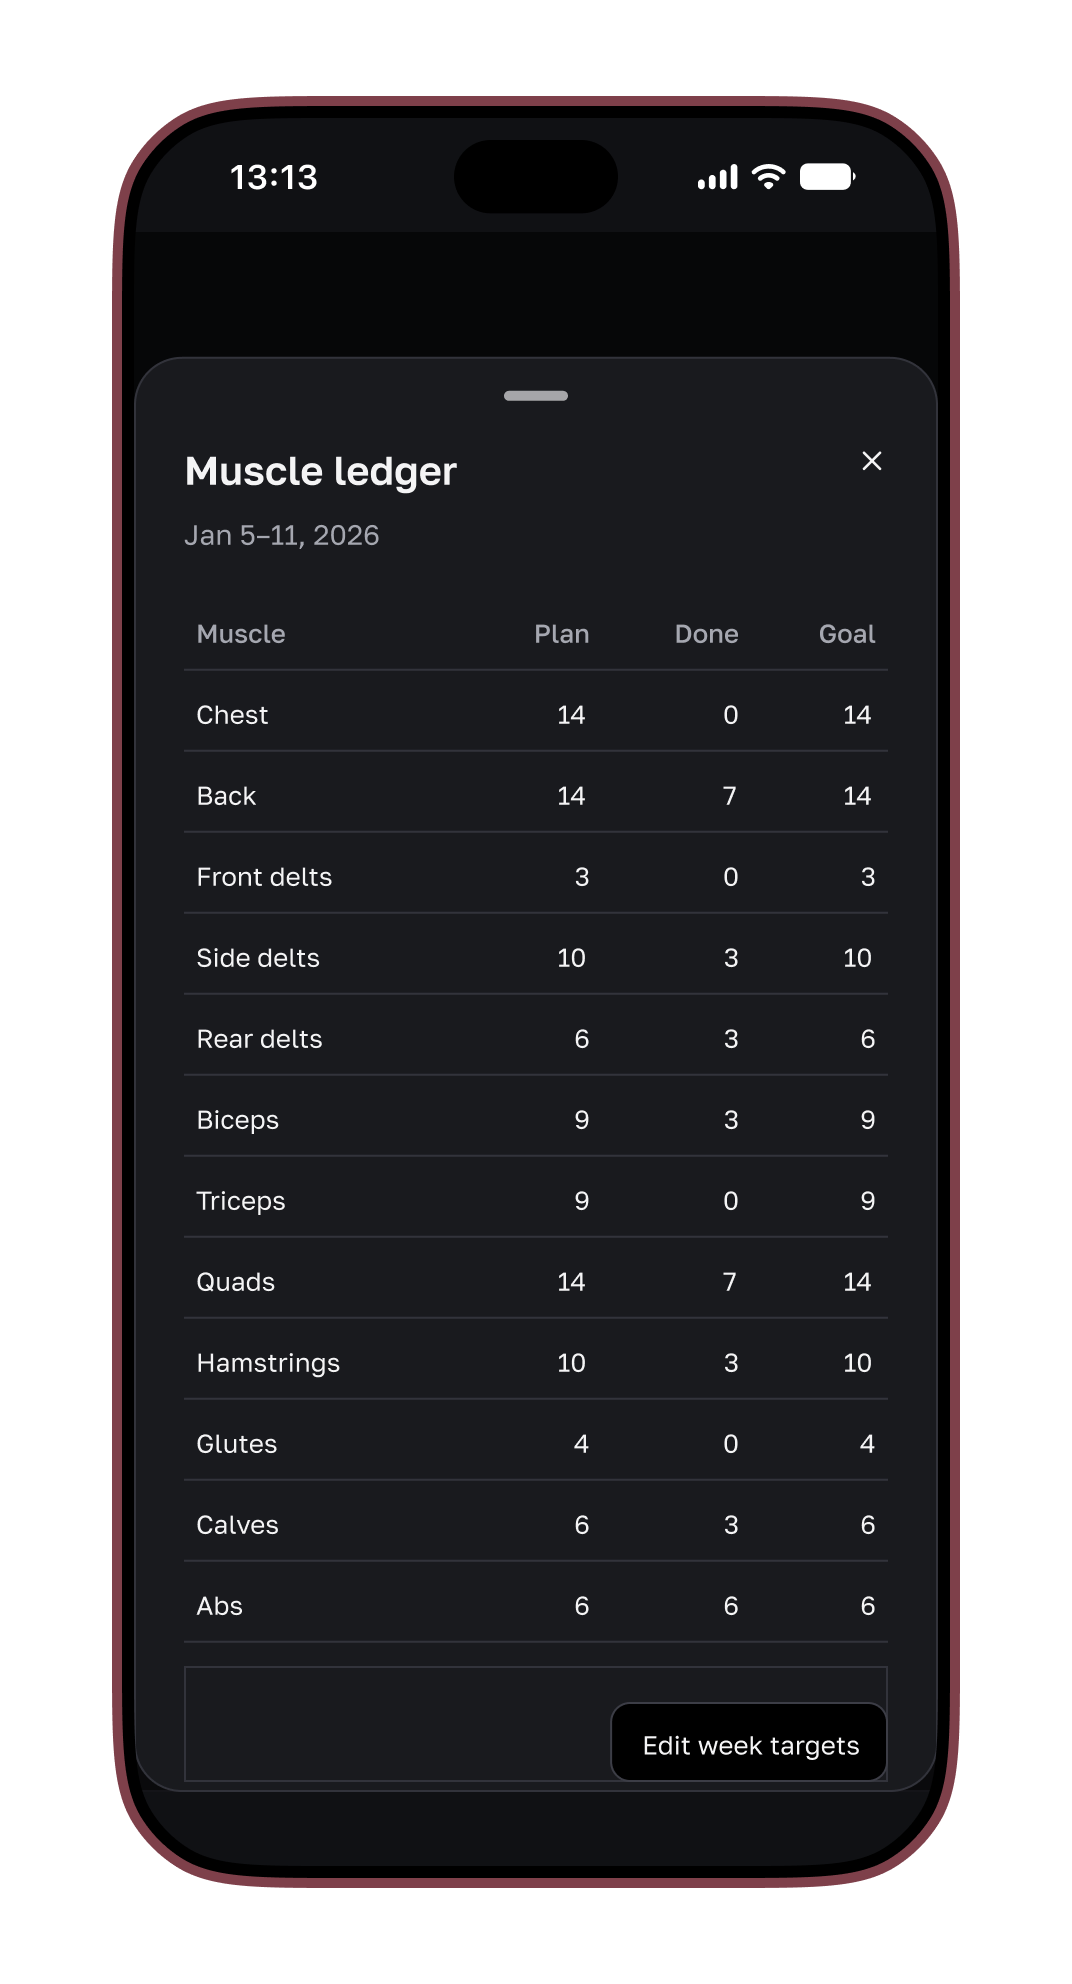 13:13
Muscle ledger
Jan 5–11, 2026
Muscle Plan Done Goal
Chest 14 0 14
Back 14 7 14
Front delts 3 0 3
Side delts 10 3 10
Rear delts 6 3 6
Biceps 9 3 9
Triceps 9 0 9
Quads 14 7 14
Hamstrings 10 3 10
Glutes 4 0 4
Calves 6 3 6
Abs 6 6 6
Edit week targets